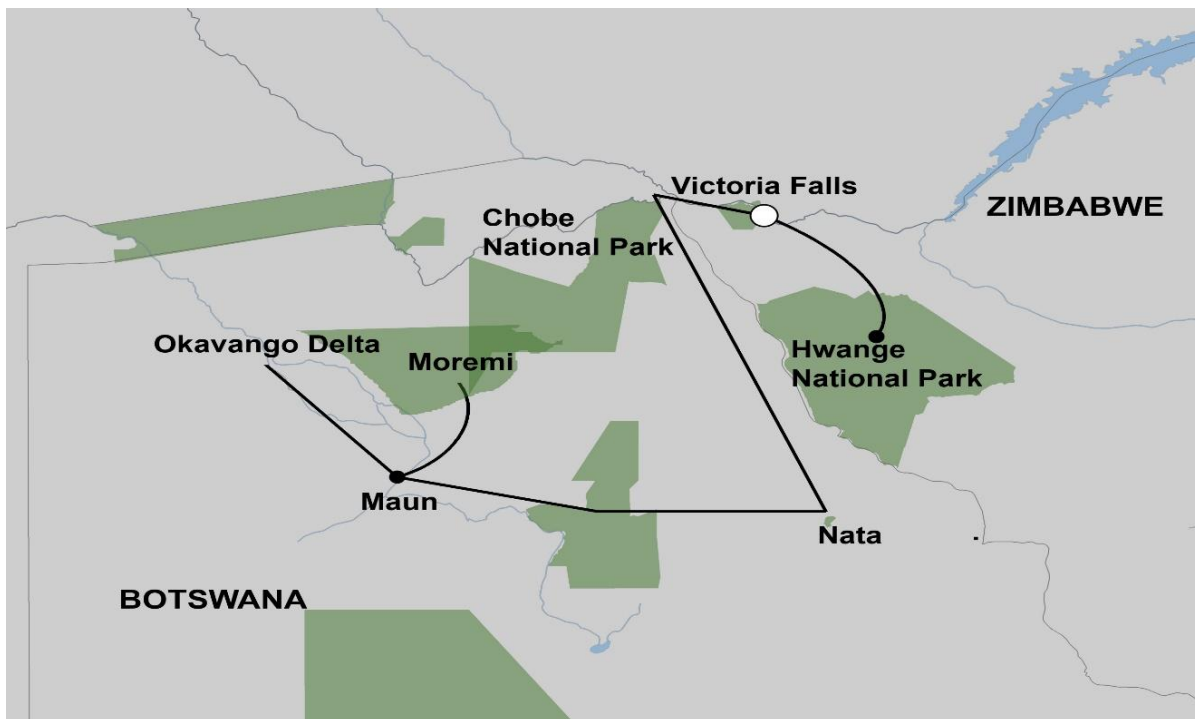 Victoria Falls
ZIMBABWE
Chobe
National Park
Okavango Delta
Moremi
Hwange
National Park
Maun
Nata
BOTSWANA